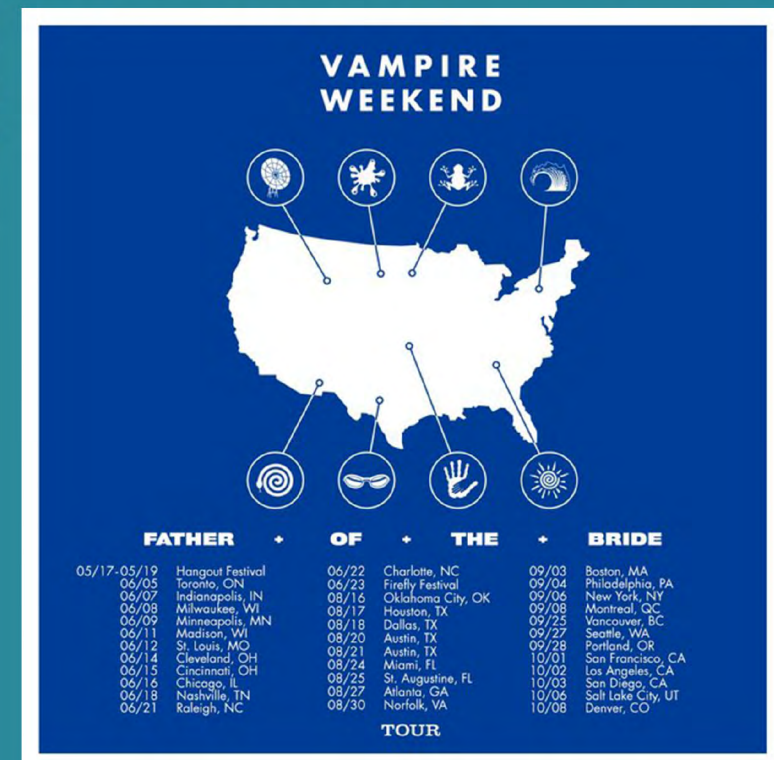 VAMPIRE
WEEKEND
FATHER + OF + THE + BRIDE
05/17-05/19 Hangout Festival
06/05 Toronto, ON
06/07 Indianapolis, IN
06/08 Milwaukee, WI
06/09 Minneapolis, MN
06/11 Madison, WI
06/12 St. Louis, MO
06/14 Cleveland, OH
06/15 Cincinnati, OH
06/16 Chicago, IL
06/18 Nashville, TN
06/21 Raleigh, NC
06/22 Charlotte, NC
06/23 Firefly Festival
08/16 Oklahoma City, OK
08/17 Houston, TX
08/18 Dallas, TX
08/20 Austin, TX
08/21 Austin, TX
08/24 Miami, FL
08/25 St. Augustine, FL
08/27 Atlanta, GA
08/30 Norfolk, VA
09/03 Boston, MA
09/04 Philadelphia, PA
09/06 New York, NY
09/08 Montreal, QC
09/25 Vancouver, BC
09/27 Seattle, WA
09/28 Portland, OR
10/01 San Francisco, CA
10/02 Los Angeles, CA
10/03 San Diego, CA
10/06 Salt Lake City, UT
10/08 Denver, CO
TOUR